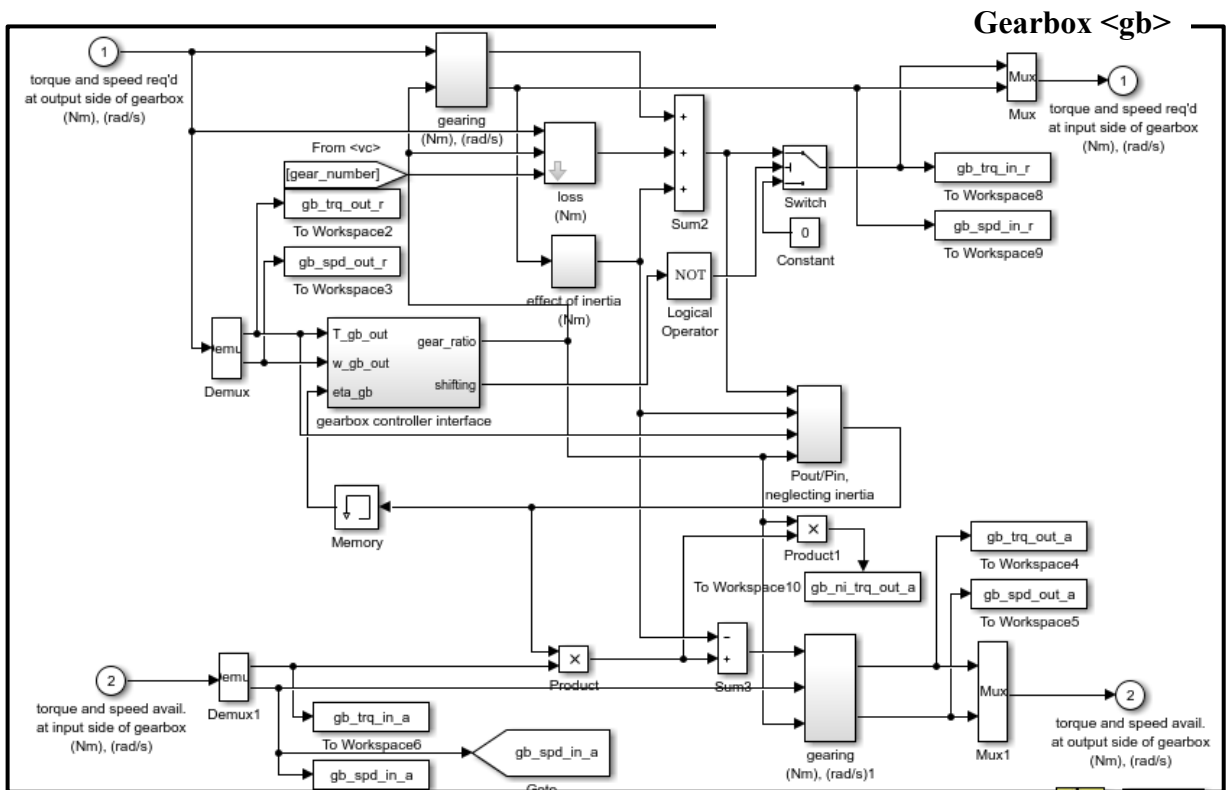 Gearbox <gb>
1
torque and speed req'd
at output side of gearbox
(Nm), (rad/s)
gearing
(Nm), (rad/s)
Mux
Mux
1
torque and speed req'd
at input side of gearbox
(Nm), (rad/s)
From <vc>
[gear_number]
loss
(Nm)
+
+
+
Sum2
Switch
0
Constant
gb_trq_in_r
To Workspace8
gb_spd_in_r
To Workspace9
gb_trq_out_r
To Workspace2
gb_spd_out_r
To Workspace3
effect of inertia
(Nm)
NOT
Logical
Operator
emu
Demux
T_gb_out
w_gb_out
eta_gb
gear_ratio
shifting
gearbox controller interface
Pout/Pin,
neglecting inertia
Memory
×
Product1
To Workspace10
gb_ni_trq_out_a
gb_trq_out_a
To Workspace4
gb_spd_out_a
To Workspace5
2
torque and speed avail.
at input side of gearbox
(Nm), (rad/s)
emu
Demux1
×
Product
−
+
Sum3
gearing
(Nm), (rad/s)1
Mux
Mux1
2
torque and speed avail.
at output side of gearbox
(Nm), (rad/s)
gb_trq_in_a
To Workspace6
gb_spd_in_a
gb_spd_in_a